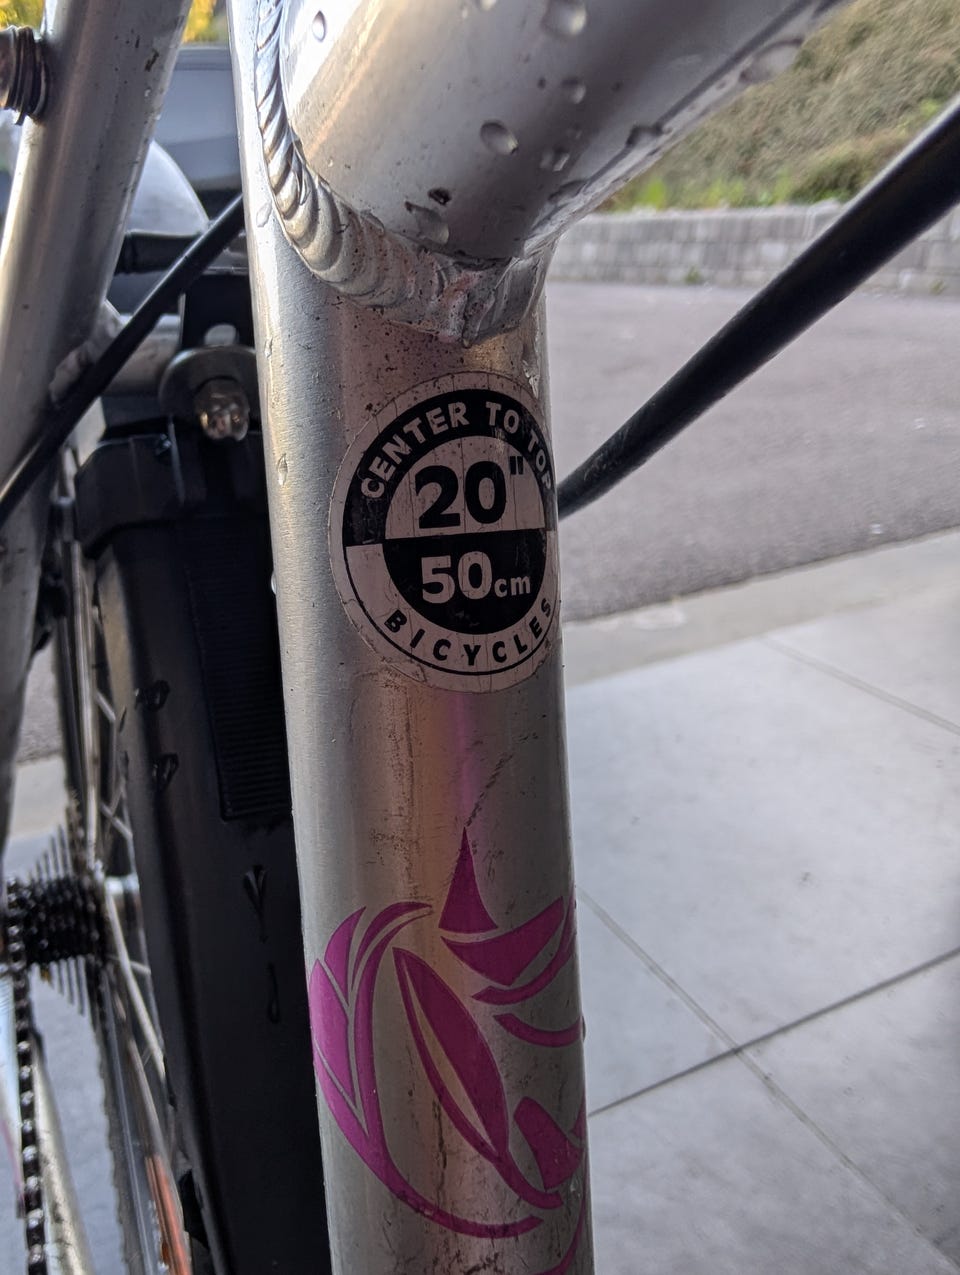 CENTER TO TOP
20"
50cm
BICYCLES